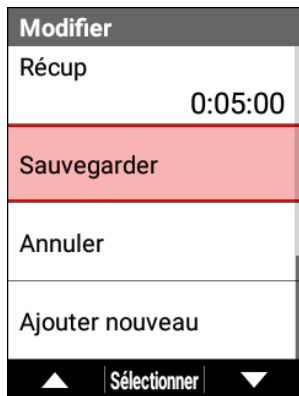 Modifier
Récup
0:05:00
Sauvegarder
Annuler
Ajouter nouveau
Sélectionner